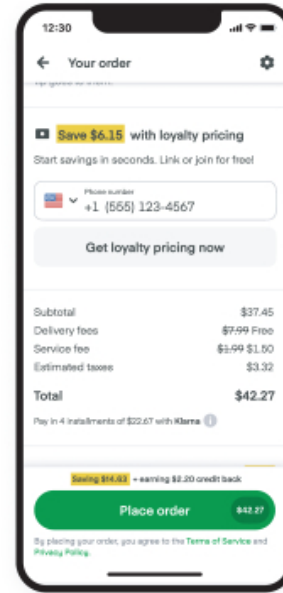 12:30
Your order
Save $6.15 with loyalty pricing
Start savings in seconds. Link or join for free!
Phone number
+1 (555) 123-4567
Get loyalty pricing now
Subtotal $37.45
Delivery fees $7.99 Free
Service fee $1.99 $1.50
Estimated taxes $3.32
Total $42.27
Pay in 4 installments of $22.67 with Klarna
Saving $14.63 + earning $2.20 credit back
Place order $42.27
By placing your order, you agree to the Terms of Service and
Privacy Policy.